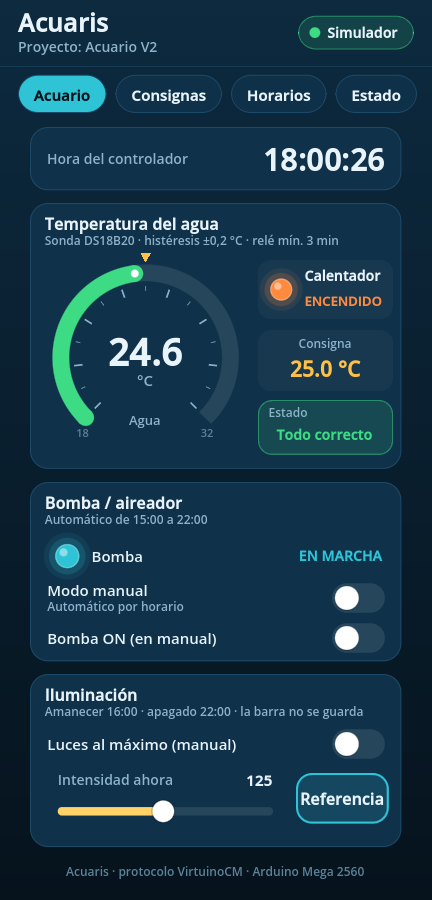 Acuaris
Proyecto: Acuario V2
Simulador
Acuario
Consignas
Horarios
Estado
Hora del controlador
18:00:26
Temperatura del agua
Sonda DS18B20 · histéresis ±0,2 °C · relé mín. 3 min
24.6
°C
Agua
18
32
Calentador
ENCENDIDO
Consigna
25.0 °C
Estado
Todo correcto
Bomba / aireador
Automático de 15:00 a 22:00
Bomba
EN MARCHA
Modo manual
Automático por horario
Bomba ON (en manual)
Iluminación
Amanecer 16:00 · apagado 22:00 · la barra no se guarda
Luces al máximo (manual)
Intensidad ahora
125
Referencia
Acuaris · protocolo VirtuinoCM · Arduino Mega 2560